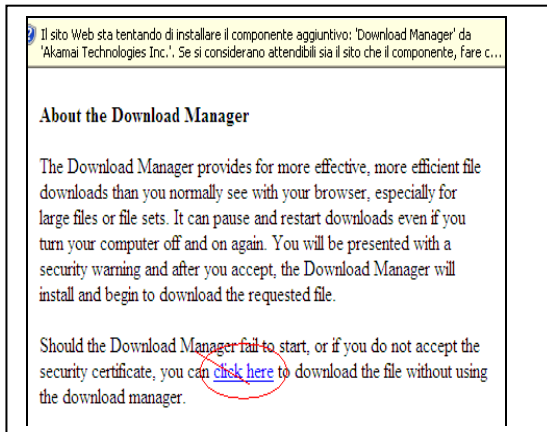 Il sito Web sta tentando di installare il componente aggiuntivo: 'Download Manager' da
'Akamai Technologies Inc.'. Se si considerano attendibili sia il sito che il componente, fare c...
About the Download Manager
The Download Manager provides for more effective, more efficient file
downloads than you normally see with your browser, especially for
large files or file sets. It can pause and restart downloads even if you
turn your computer off and on again. You will be presented with a
security warning and after you accept, the Download Manager will
install and begin to download the requested file.
Should the Download Manager fail to start, or if you do not accept the
security certificate, you can click here to download the file without using
the download manager.